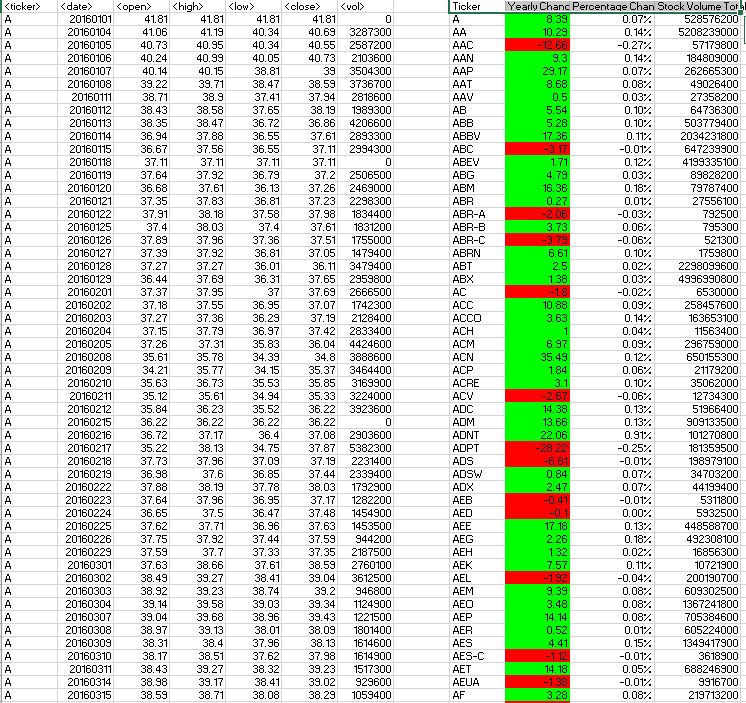 <ticker> <date> <open> <high> <low> <close> <vol> Ticker Yearly Chang Percentage Chan Stock Volume Tot
A 20160101 41.81 41.81 41.81 41.81 0 A 8.39 0.07% 528576200
A 20160104 41.06 41.19 40.34 40.69 3287300 AA 10.29 0.14% 5208239000
A 20160105 40.73 40.95 40.34 40.55 2587200 AAC -12.66 -0.27% 57179800
A 20160106 40.24 40.99 40.05 40.73 2103600 AAN 9.3 0.14% 184809000
A 20160107 40.14 40.15 38.81 39 3504300 AAP 29.17 0.07% 262665300
A 20160108 39.22 39.71 38.47 38.59 3736700 AAT 8.68 0.08% 49026400
A 20160111 38.71 38.9 37.41 37.94 2818600 AAV 0.5 0.03% 27358200
A 20160112 38.43 38.58 37.65 38.19 1989300 AB 5.54 0.10% 64736300
A 20160113 38.35 38.47 36.72 36.86 4206600 ABB 5.28 0.10% 503779400
A 20160114 36.94 37.88 36.55 37.61 2893300 ABBV 17.36 0.11% 2034231800
A 20160115 36.67 37.56 36.55 37.11 2994300 ABC -3.17 -0.01% 647239900
A 20160118 37.11 37.11 37.11 37.11 0 ABEV 1.71 0.12% 4199335100
A 20160119 37.64 37.92 36.79 37.2 2506500 ABG 4.79 0.03% 89828200
A 20160120 36.68 37.61 36.13 37.26 2469000 ABM 16.36 0.18% 79787400
A 20160121 37.35 37.83 36.81 37.23 2298300 ABR 0.27 0.01% 27556100
A 20160122 37.91 38.18 37.58 37.98 1834400 ABR-A -2.06 -0.03% 792500
A 20160125 37.4 38.03 37.4 37.61 1831200 ABR-B 3.73 0.06% 795300
A 20160126 37.89 37.96 37.36 37.51 1755000 ABR-C -3.79 -0.06% 521300
A 20160127 37.39 37.92 36.81 37.05 1479400 ABRN 6.61 0.10% 1759800
A 20160128 37.27 37.27 36.01 36.11 3479400 ABT 2.5 0.02% 2298099600
A 20160129 36.44 37.69 36.31 37.65 2959800 ABX 1.38 0.03% 4996990800
A 20160201 37.37 37.95 37 37.69 2666500 AC -1.6 -0.02% 6530000
A 20160202 37.18 37.55 36.95 37.07 1742300 ACC 10.88 0.09% 258457600
A 20160203 37.27 37.36 36.29 37.19 2128400 ACCO 3.63 0.14% 163653100
A 20160204 37.15 37.79 36.97 37.42 2833400 ACH 1 0.04% 11563400
A 20160205 37.26 37.31 35.83 36.04 4424600 ACM 6.97 0.09% 296759000
A 20160208 35.61 35.78 34.39 34.8 3888600 ACN 35.49 0.12% 650155300
A 20160209 34.21 35.77 34.15 35.37 3464400 ACP 1.84 0.06% 21179200
A 20160210 35.63 36.73 35.53 35.85 3169900 ACRE 3.1 0.10% 35062000
A 20160211 35.12 35.61 34.94 35.33 3224000 ACV -2.67 -0.06% 12734300
A 20160212 35.84 36.23 35.52 36.22 3923600 ADC 14.38 0.13% 51966400
A 20160215 36.22 36.22 36.22 36.22 0 ADM 13.66 0.13% 909133500
A 20160216 36.72 37.17 36.4 37.08 2903600 ADNT 22.06 0.91% 101270800
A 20160217 35.22 38.13 34.75 37.87 5382300 ADPT -28.22 -0.25% 181359500
A 20160218 37.73 37.96 37.09 37.19 2231400 ADS -6.81 -0.01% 198979100
A 20160219 36.98 37.6 36.85 37.44 2339400 ADSW 0.84 0.07% 34703200
A 20160222 37.88 38.19 37.78 38.03 1792900 ADX 2.47 0.07% 44199400
A 20160223 37.64 37.96 36.95 37.17 1282200 AEB -0.41 -0.01% 5311800
A 20160224 36.65 37.5 36.47 37.48 1454900 AED -0.1 0.00% 5932500
A 20160225 37.62 37.71 36.96 37.63 1453500 AEE 17.18 0.13% 448588700
A 20160226 37.75 37.92 37.44 37.59 944200 AEG 2.26 0.18% 492308100
A 20160229 37.59 37.7 37.33 37.35 2187500 AEH 1.32 0.02% 16856300
A 20160301 37.63 38.66 37.61 38.59 2760100 AEK 7.57 0.11% 10721900
A 20160302 38.49 39.27 38.41 39.04 3612500 AEL -1.92 -0.04% 200190700
A 20160303 38.92 39.23 38.74 39.2 946800 AEM 9.39 0.08% 609302500
A 20160304 39.14 39.58 39.03 39.34 1124900 AEO 3.48 0.08% 1367241800
A 20160307 39.04 39.68 38.96 39.43 1221500 AEP 14.14 0.08% 705384600
A 20160308 38.97 39.13 38.01 38.09 1801400 AER 0.52 0.01% 605224000
A 20160309 38.31 38.4 37.96 38.13 1614600 AES 4.41 0.15% 1349417900
A 20160310 38.17 38.51 37.62 37.98 1614900 AES-C -1.12 -0.01% 3618900
A 20160311 38.43 39.27 38.32 39.23 1517300 AET 14.18 0.05% 688246900
A 20160314 38.98 39.17 38.41 39.02 929600 AEUA -1.38 -0.01% 9916700
A 20160315 38.59 38.71 38.08 38.29 1059400 AF 3.28 0.08% 219713200